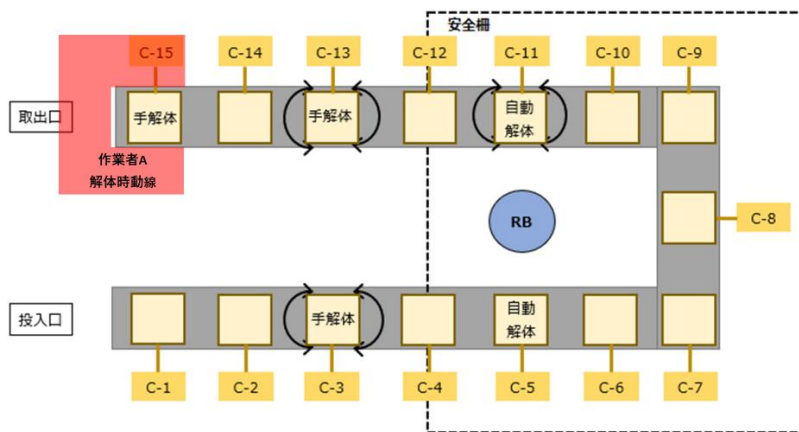 安全柵
C-15
C-14
C-13
C-12
C-11
C-10
C-9
取出口
手解体
手解体
自動
解体
作業者A
解体時動線
RB
C-8
投入口
手解体
自動
解体
C-1
C-2
C-3
C-4
C-5
C-6
C-7